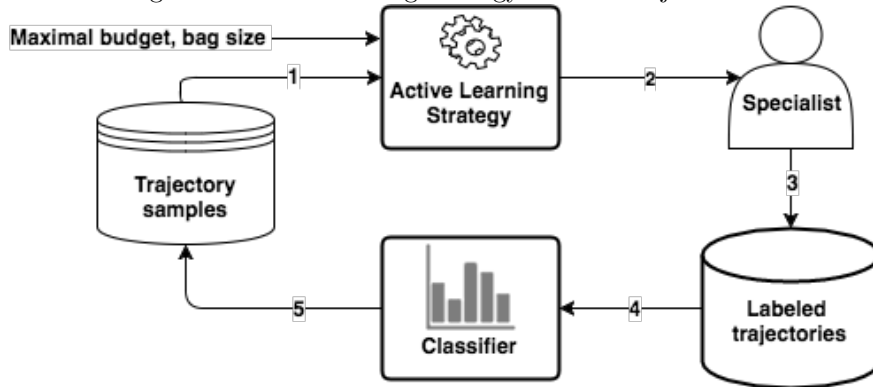 Maximal budget, bag size
1
Active Learning
Strategy
2
Specialist
3
Trajectory
samples
Labeled
trajectories
4
Classifier
5